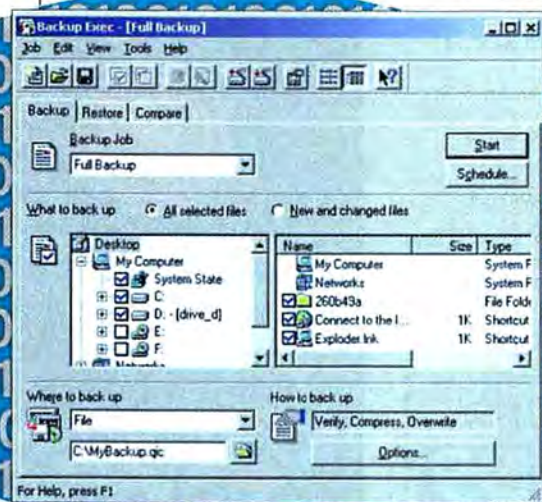 Backup Exec - [Full Backup]
Job Edit View Tools Help
Backup Restore Compare
Backup Job
Full Backup
Start
Schedule...
What to back up All selected files New and changed files
Desktop
My Computer
System State
C:
D: - [drive_d]
E:
F:
Networks
Name Size Type
My Computer System F
Networks System F
260b49a File Folde
Connect to the I... 1K Shortcut
Exploder Ink 1K Shortcut
Where to back up
File
C:\MyBackup.qic
How to back up
Verify, Compress, Overwrite
Options...
For Help, press F1